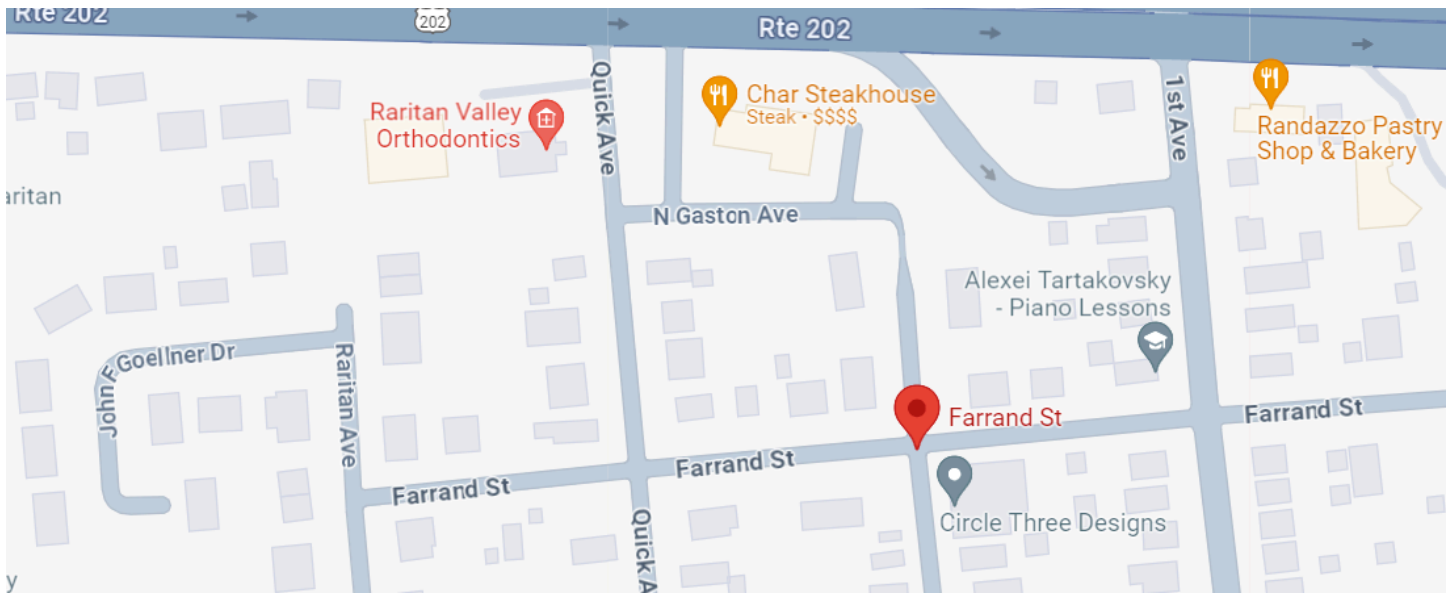 Rte 202
202
Rte 202
Quick Ave
Char Steakhouse
Steak • $$$$
1st Ave
Raritan Valley
Orthodontics
Randazzo Pastry
Shop & Bakery
aritan
N Gaston Ave
Alexei Tartakovsky
- Piano Lessons
John F Goellner Dr
Raritan Ave
Farrand St
Farrand St
Farrand St
Farrand St
Quick A
Circle Three Designs
y